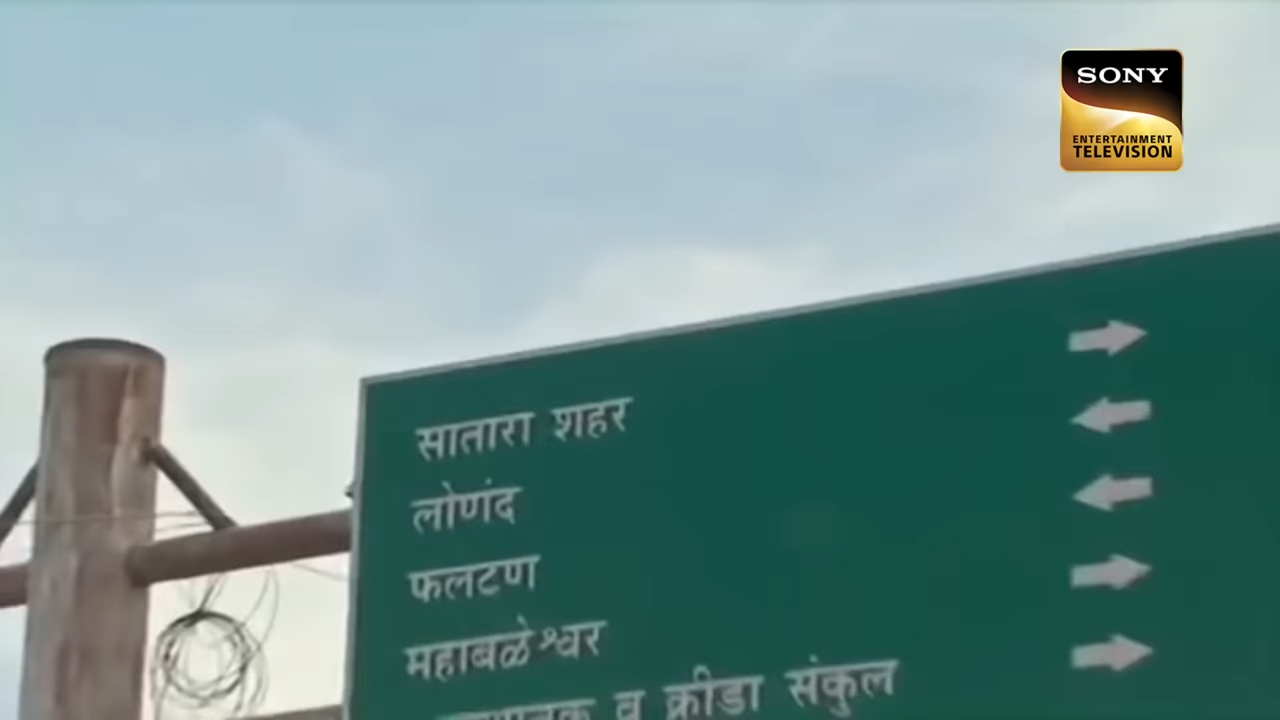 SONY
ENTERTAINMENT
TELEVISION
सातारा शहर
लोणंद
फलटण
महाबळेश्वर
व क्रीडा संकुल